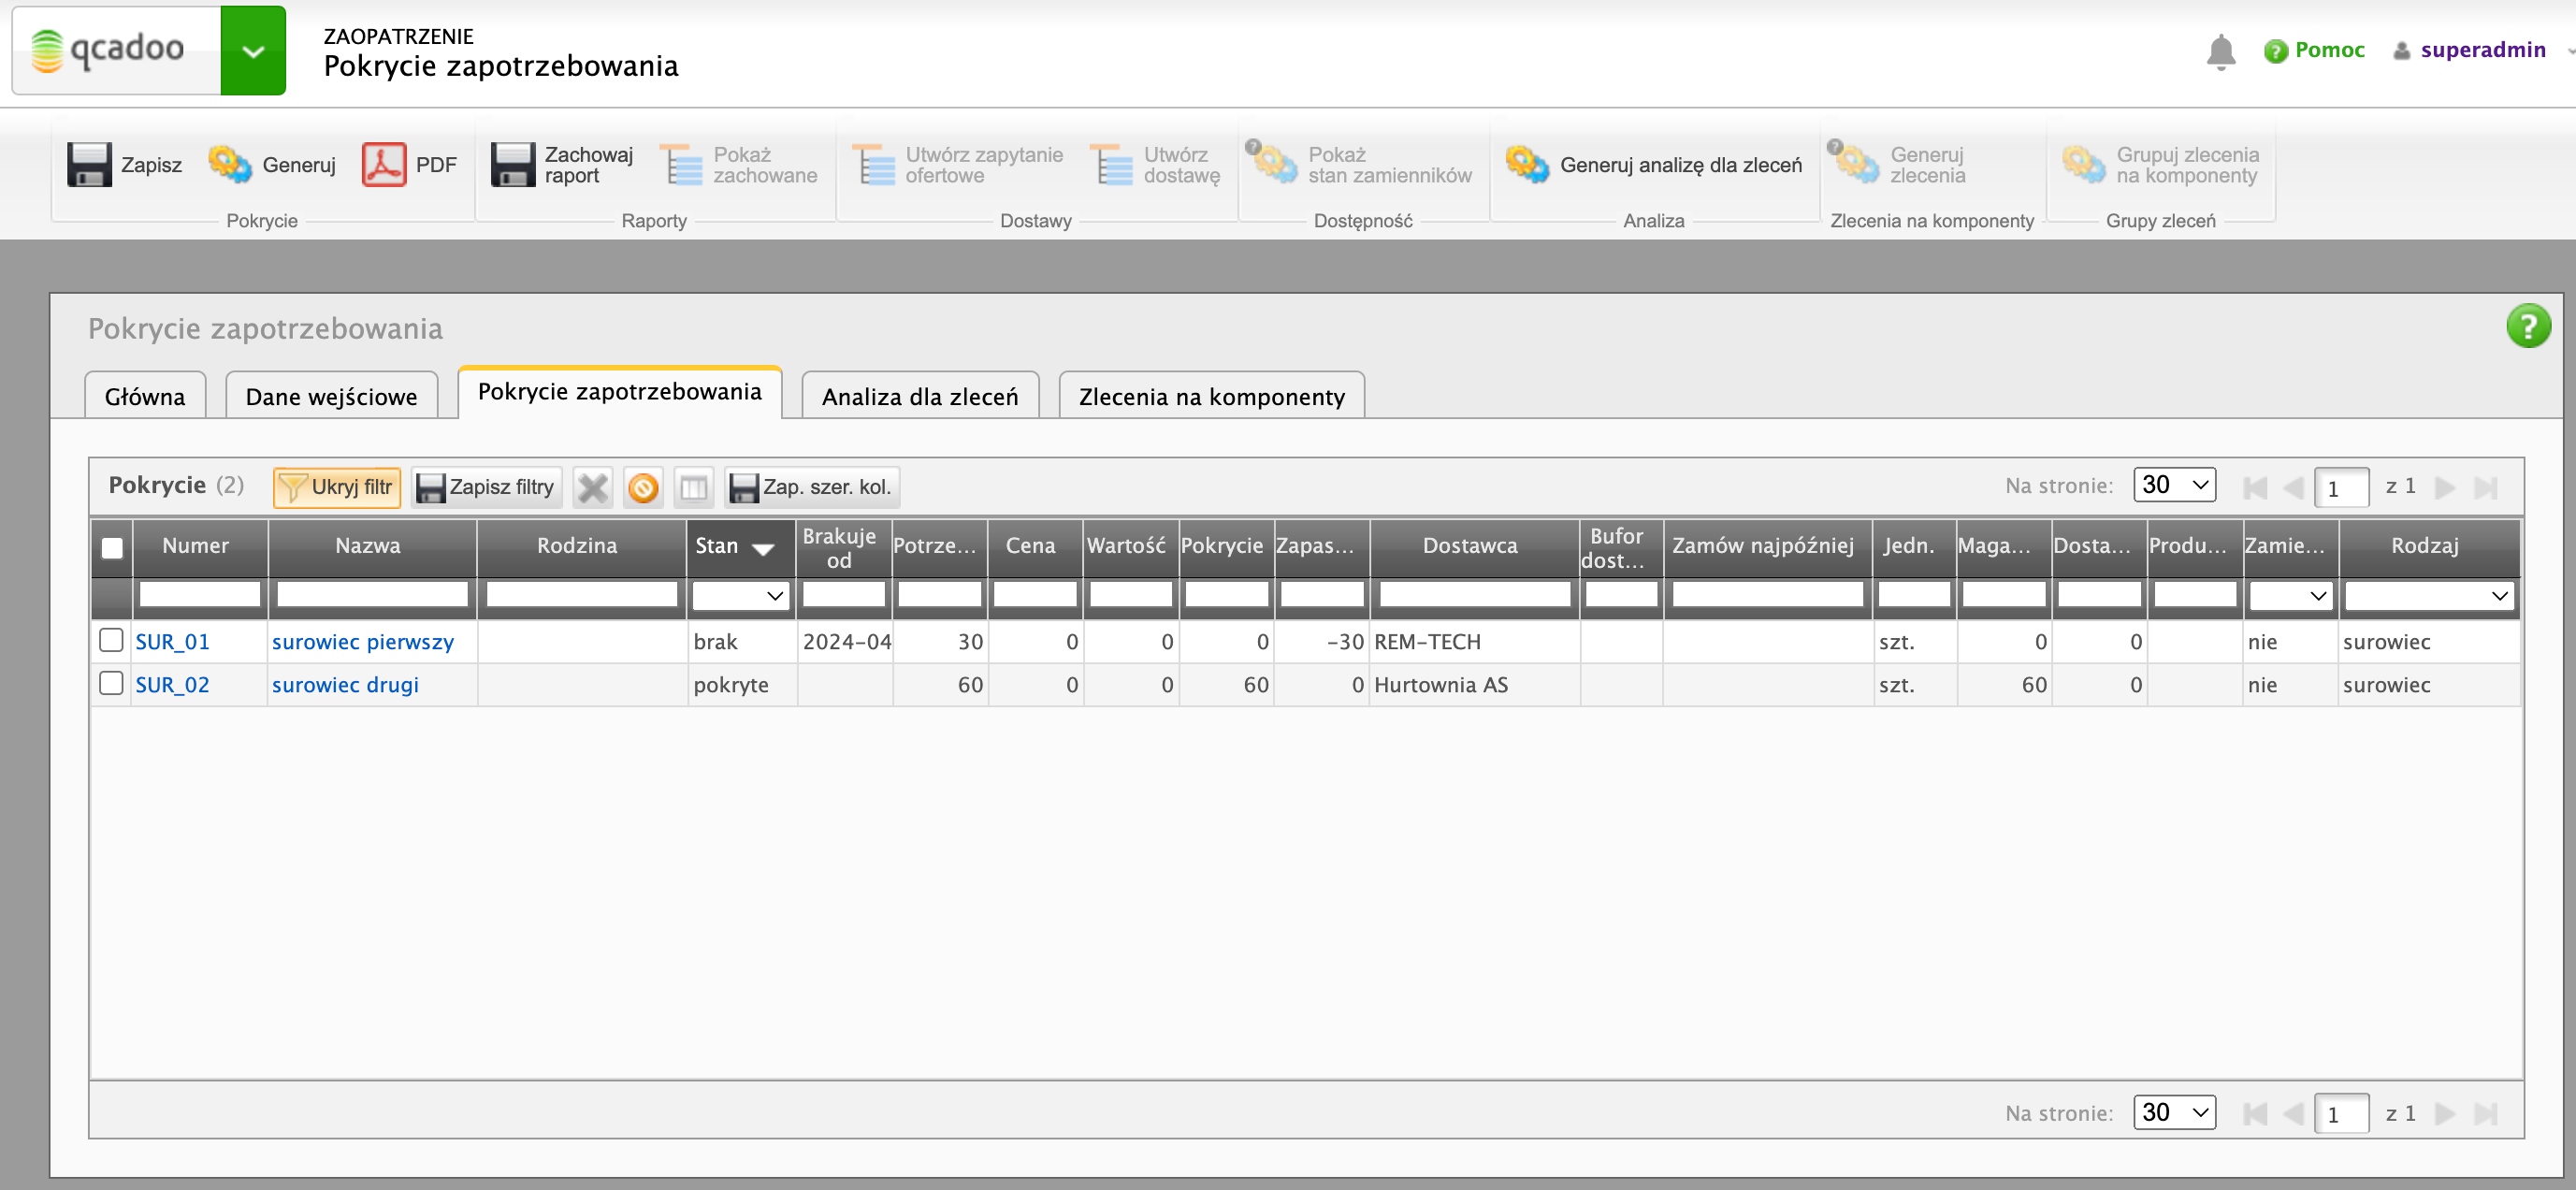 qcadoo
ZAOPATRZENIE
Pokrycie zapotrzebowania
Pomoc
superadmin
Zapisz
Generuj
PDF
Zachowaj
raport
Pokaż
zachowane
Utwórz zapytanie
ofertowe
Utwórz
dostawę
Pokaż
stan zamienników
Generuj analizę dla zleceń
Generuj
zlecenia
Grupuj zlecenia
na komponenty
Pokrycie
Raporty
Dostawy
Dostępność
Analiza
Zlecenia na komponenty
Grupy zleceń
Pokrycie zapotrzebowania
?
Główna
Dane wejściowe
Pokrycie zapotrzebowania
Analiza dla zleceń
Zlecenia na komponenty
Pokrycie (2)
Ukryj filtr
Zapisz filtry
Zap. szer. kol.
Na stronie: 30 1 z 1
Numer Nazwa Rodzina Stan Brakuje od Potrze... Cena Wartość Pokrycie Zapas... Dostawca Bufor dost... Zamów najpóźniej Jedn. Maga... Dosta... Produ... Zamie... Rodzaj
SUR_01 surowiec pierwszy brak 2024-04 30 0 0 0 -30 REM-TECH szt. 0 0 nie surowiec
SUR_02 surowiec drugi pokryte 60 0 0 60 0 Hurtownia AS szt. 60 0 nie surowiec
Na stronie: 30 1 z 1